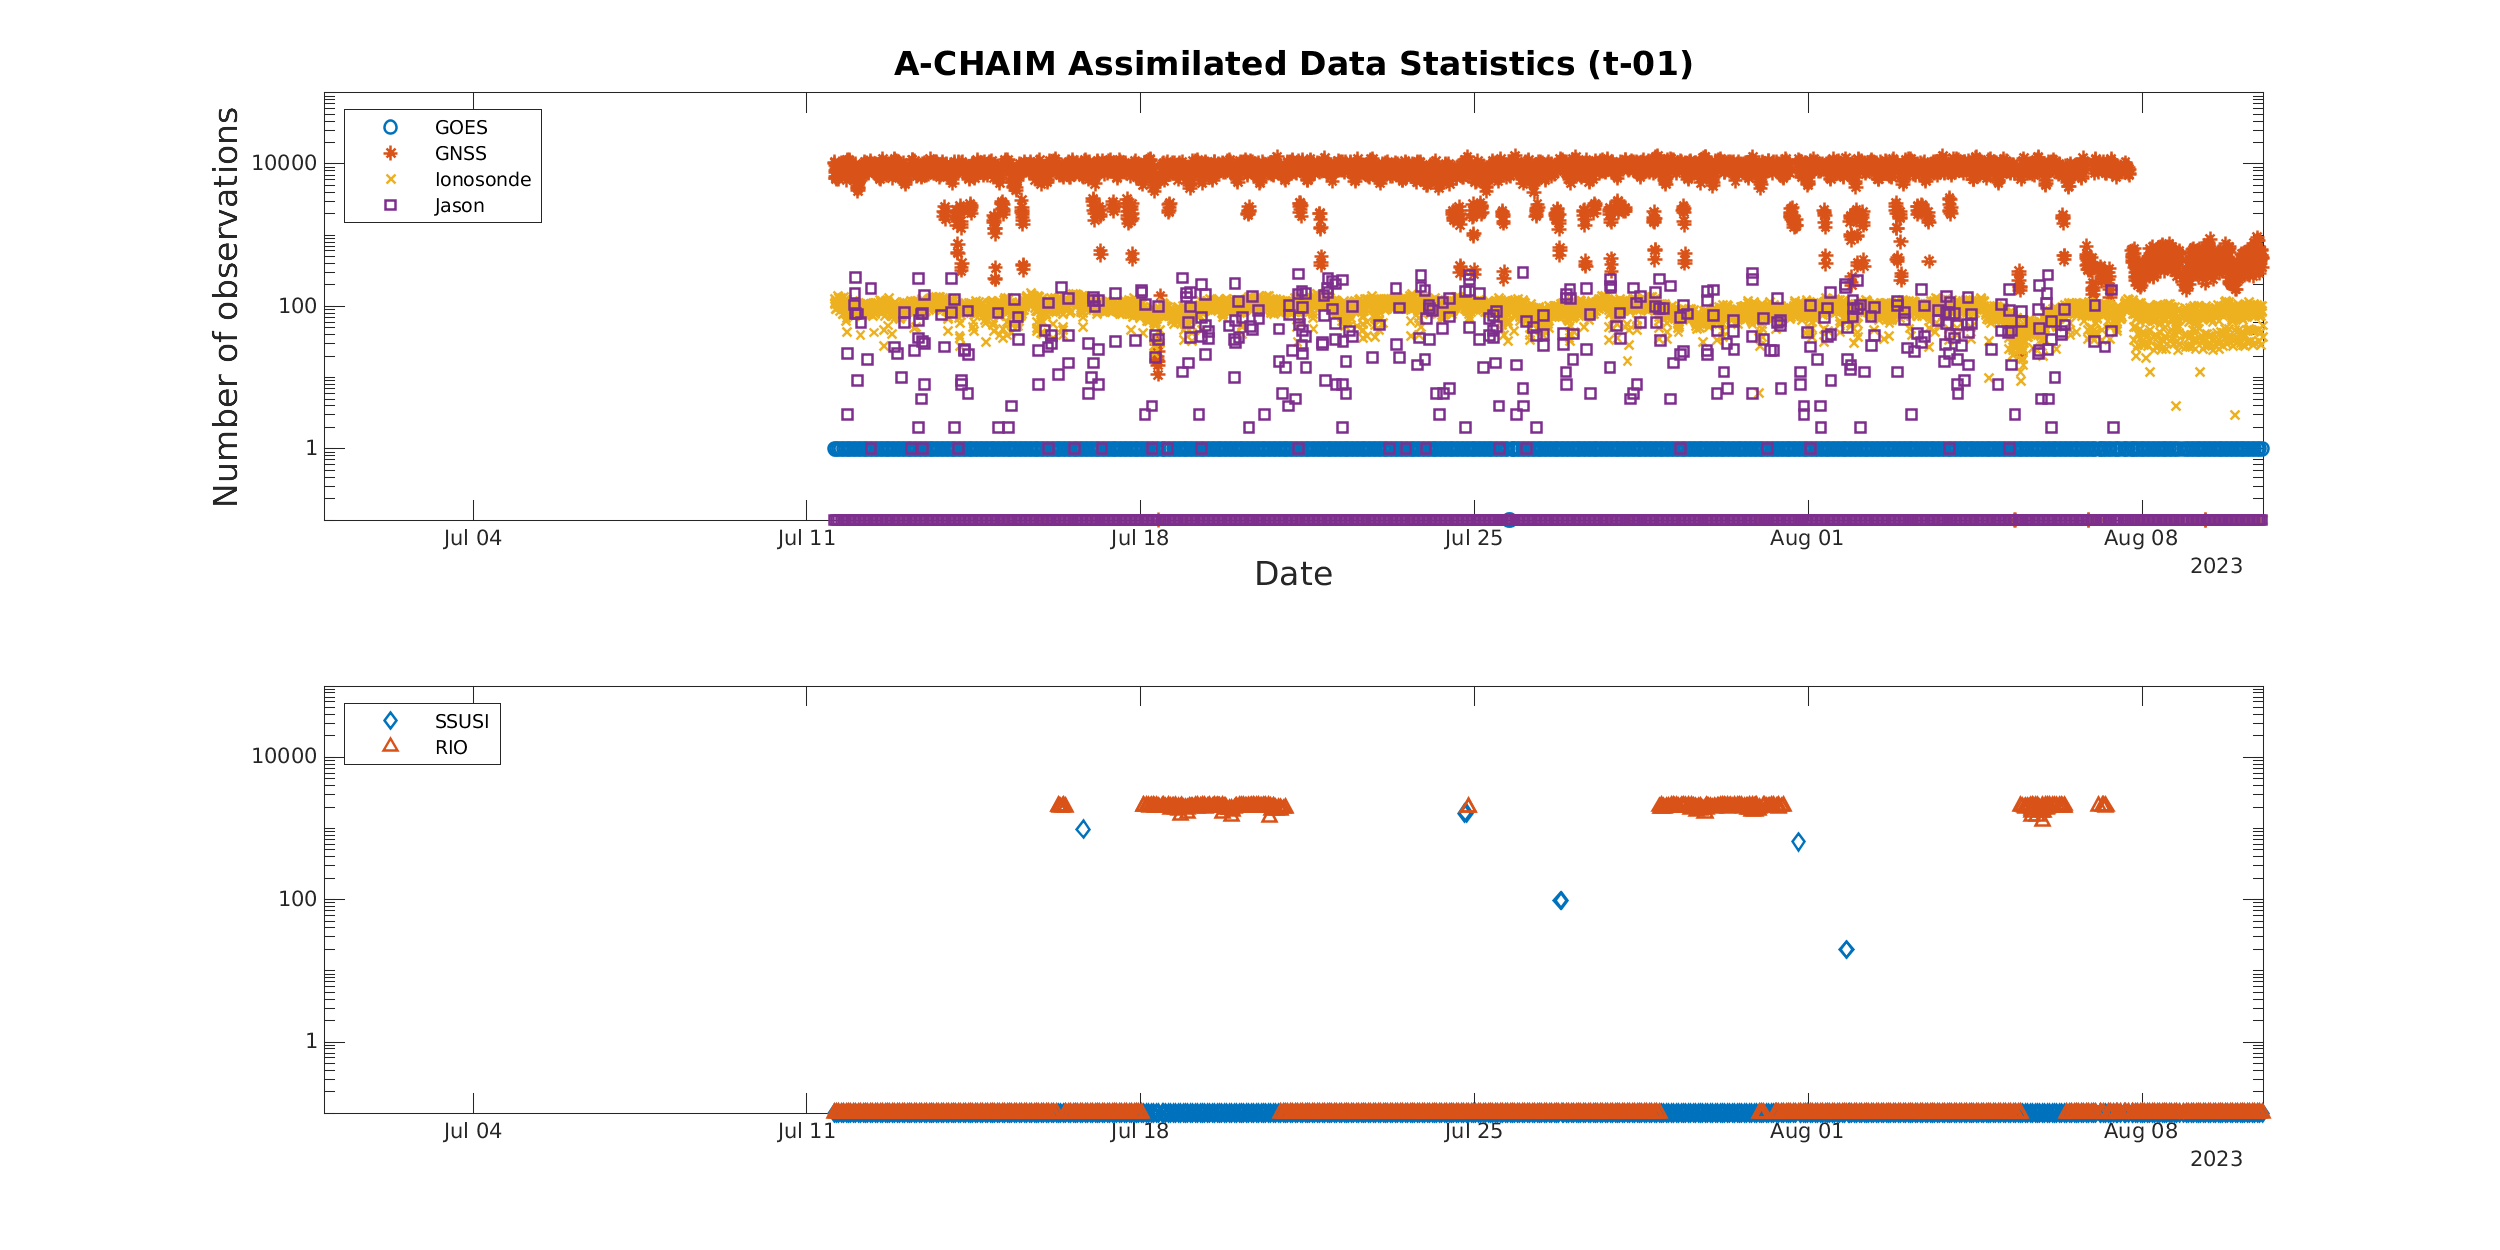 A-CHAIM Assimilated Data Statistics (t-01)
Number of observations
10000
100
1
GOES
GNSS
Ionosonde
Jason
Jul 04 Jul 11 Jul 18 Jul 25 Aug 01 Aug 08
2023
Date
10000
100
1
SSUSI
RIO
Jul 04 Jul 11 Jul 18 Jul 25 Aug 01 Aug 08
2023